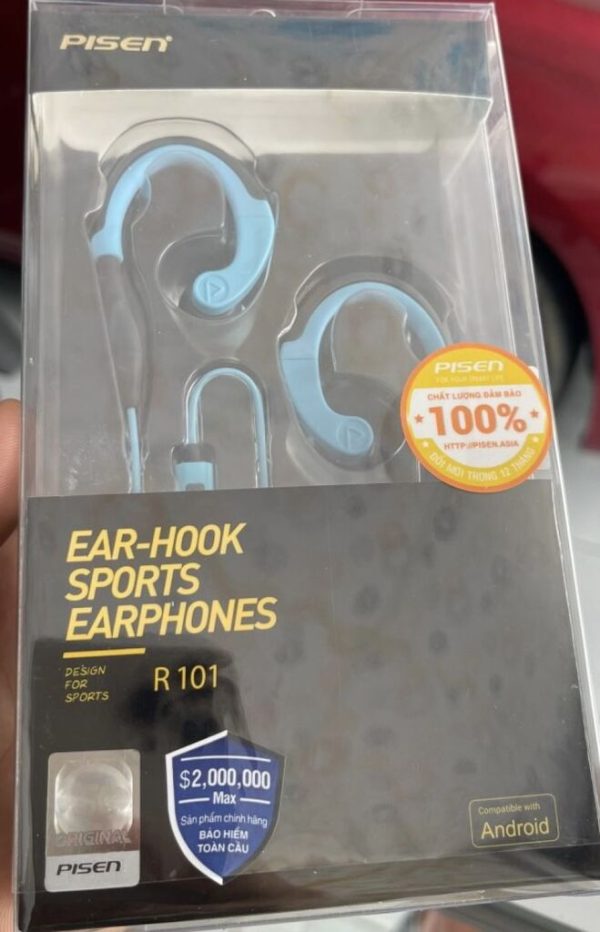 PISEN
PISEN
FOR YOUR SMART LIFE
CHẤT LƯỢNG ĐẢM BẢO
100%
HTTP://PISEN.ASIA
ĐỔI MỚI TRONG 12 THÁNG
EAR-HOOK
SPORTS
EARPHONES
DESIGN
FOR
SPORTS
R 101
$2,000,000
Max
Sản phẩm chính hãng
BẢO HIỂM
TOÀN CẦU
ORIGINAL
PISEN
Compatible with
Android